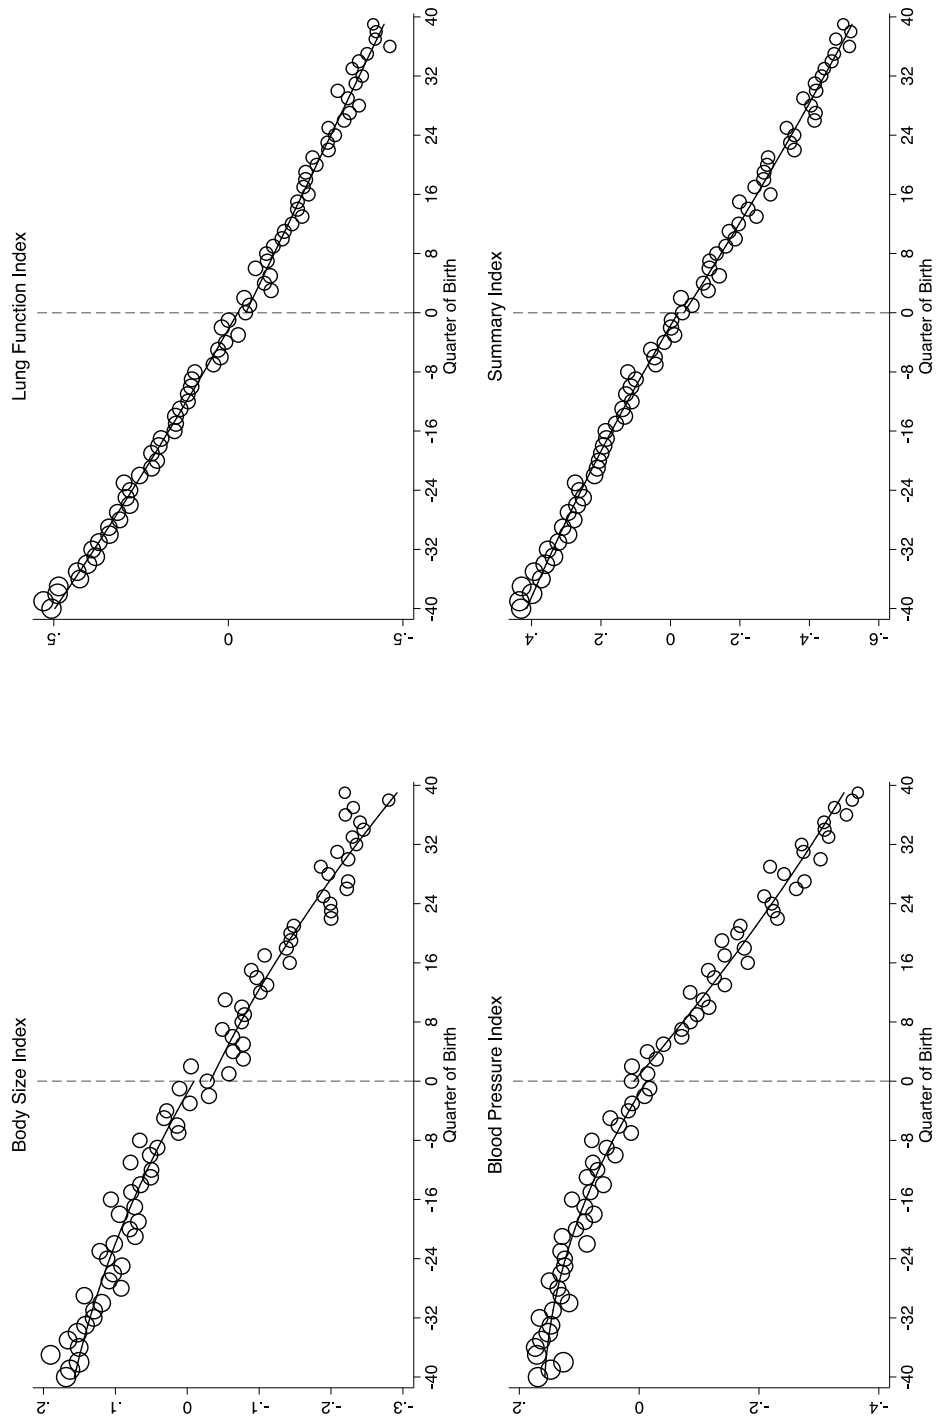 Body Size Index
.2
.1
0
-.1
-.2
-.3
-40 -32 -24 -16 -8 0 8 16 24 32 40
Quarter of Birth
Lung Function Index
.5
0
-.5
-40 -32 -24 -16 -8 0 8 16 24 32 40
Quarter of Birth
Blood Pressure Index
.2
0
-.2
-.4
-40 -32 -24 -16 -8 0 8 16 24 32 40
Quarter of Birth
Summary Index
.4
.2
0
-.2
-.4
-.6
-40 -32 -24 -16 -8 0 8 16 24 32 40
Quarter of Birth